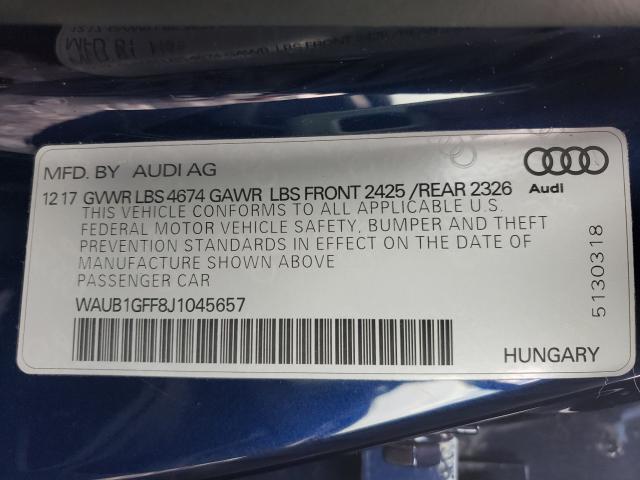 MFD. BY AUDI AG
Audi
12 17 GVWR LBS 4674 GAWR LBS FRONT 2425 /REAR 2326
THIS VEHICLE CONFORMS TO ALL APPLICABLE U.S.
FEDERAL MOTOR VEHICLE SAFETY, BUMPER AND THEFT
PREVENTION STANDARDS IN EFFECT ON THE DATE OF
MANUFACTURE SHOWN ABOVE
PASSENGER CAR
WAUB1GFF8J1045657
5130318
HUNGARY